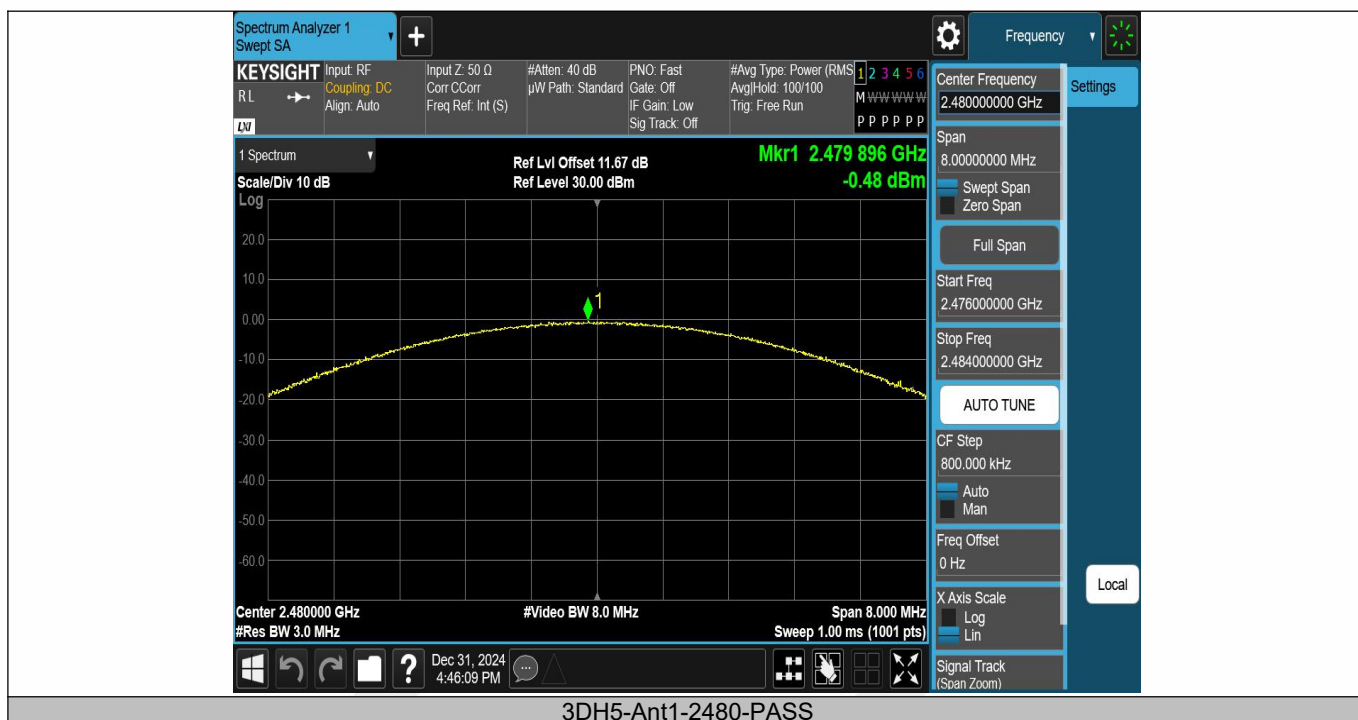 Spectrum Analyzer 1
Swept SA
+
Frequency
KEYSIGHT
RL
LXI
Input: RF
Coupling: DC
Align: Auto
Input Z: 50 Ω
Corr CCorr
Freq Ref: Int (S)
#Atten: 40 dB
µW Path: Standard
PNO: Fast
Gate: Off
IF Gain: Low
Sig Track: Off
#Avg Type: Power (RMS
Avg|Hold: 100/100
Trig: Free Run
1 2 3 4 5 6
M W W W W W
P P P P P P
1 Spectrum
Scale/Div 10 dB
Log
Ref Lvl Offset 11.67 dB
Ref Level 30.00 dBm
Mkr1 2.479 896 GHz
-0.48 dBm
20.0
10.0
0.00
-10.0
-20.0
-30.0
-40.0
-50.0
-60.0
1
Center 2.480000 GHz
#Res BW 3.0 MHz
#Video BW 8.0 MHz
Span 8.000 MHz
Sweep 1.00 ms (1001 pts)
Center Frequency
2.480000000 GHz
Settings
Span
8.00000000 MHz
Swept Span
Zero Span
Full Span
Start Freq
2.476000000 GHz
Stop Freq
2.484000000 GHz
AUTO TUNE
CF Step
800.000 kHz
Auto
Man
Freq Offset
0 Hz
X Axis Scale
Log
Lin
Local
Signal Track
(Span Zoom)
?
Dec 31, 2024
4:46:09 PM
3DH5-Ant1-2480-PASS